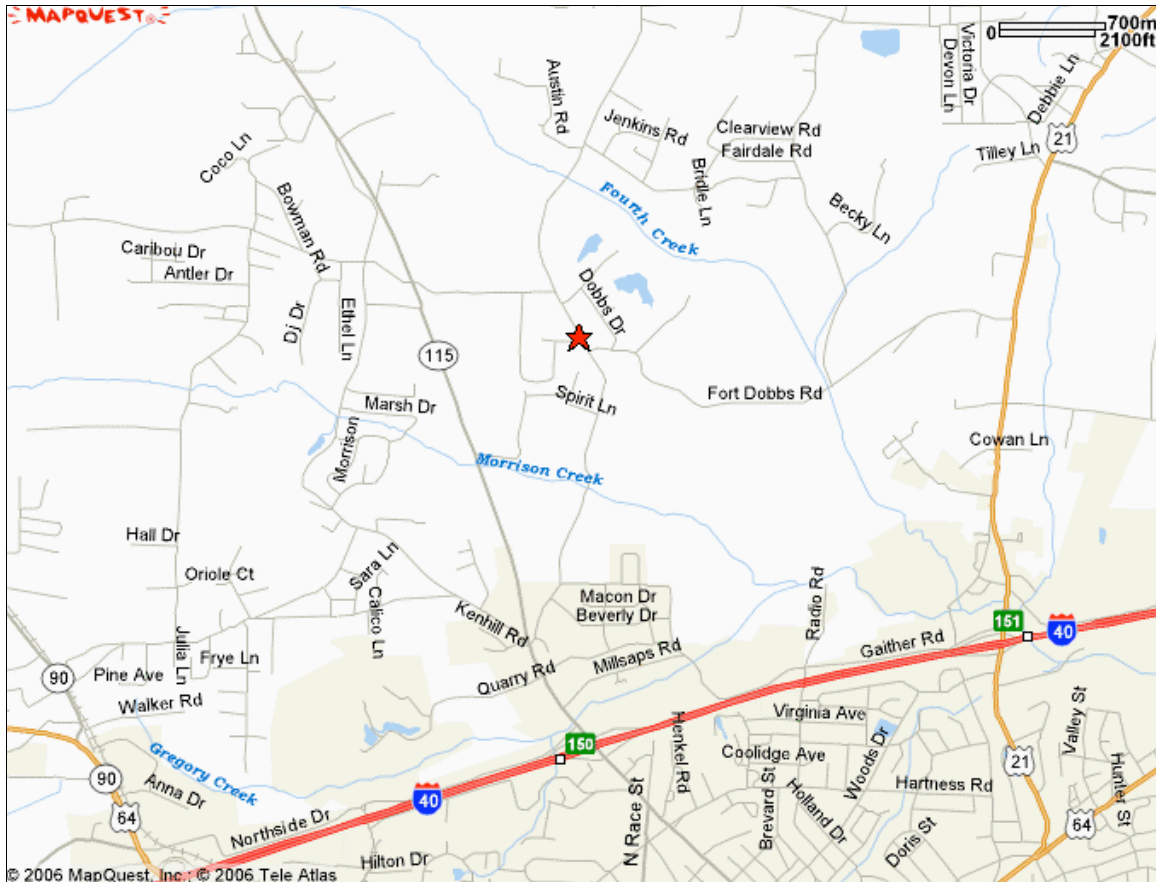 MAPQUEST
0
700m
2100ft
Austin Rd
Devon Ln
Victoria Dr
Debbie Ln
21
Jenkins Rd
Clearview Rd
Fairdale Rd
Tilley Ln
Coco Ln
Bridle Ln
Fourth Creek
Becky Ln
Bowman Rd
Caribou Dr
Antler Dr
Dj Dr
Ethel Ln
Dobbs Dr
115
Marsh Dr
Spirit Ln
Fort Dobbs Rd
Morrison
Cowan Ln
Morrison Creek
Hall Dr
Oriole Ct
Sara Ln
Calico Ln
Kenhill Rd
Macon Dr
Beverly Dr
Radio Rd
151
40
Julia Ln
Frye Ln
Pine Ave
90
Walker Rd
Quarry Rd
Millsaps Rd
Gaither Rd
Gregory Creek
150
Henkel Rd
Virginia Ave
Coolidge Ave
Woods Dr
Valley St
21
90
Anna Dr
64
40
Northside Dr
N Race St
Brevard St
Holland Dr
Hartness Rd
Hunter St
64
Doris St
Hilton Dr
© 2006 MapQuest, Inc.; © 2006 Tele Atlas